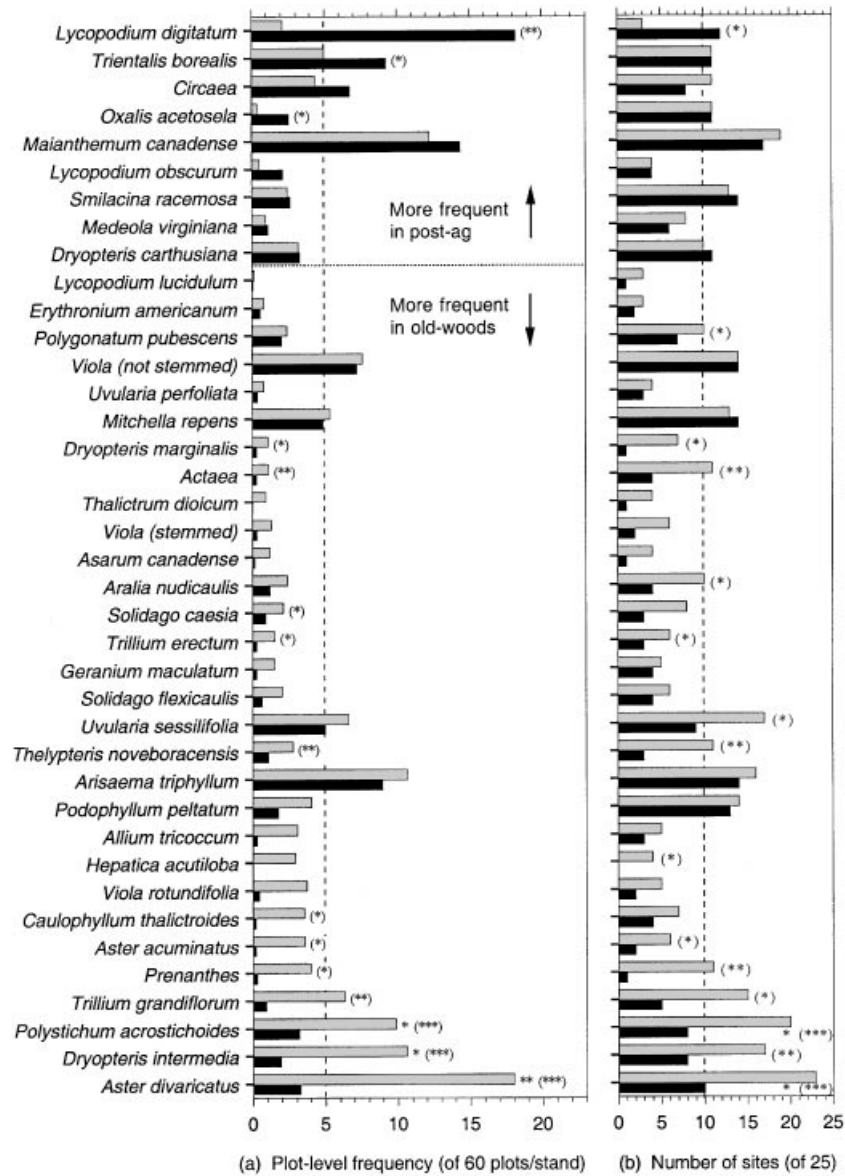 Lycopodium digitatum (**) (*)
Trientalis borealis (*)
Circaea
Oxalis acetosela (*)
Maianthemum canadense
Lycopodium obscurum
Smilacina racemosa
More frequent
in post-ag
Medeola virginiana
Dryopteris carthusiana
Lycopodium lucidulum
Erythronium americanum
More frequent
in old-woods
Polygonatum pubescens (*)
Viola (not stemmed)
Uvularia perfoliata
Mitchella repens
Dryopteris marginalis (*) (*)
Actaea (**) (**)
Thalictrum dioicum
Viola (stemmed)
Asarum canadense
Aralia nudicaulis (*)
Solidago caesia (*)
Trillium erectum (*) (*)
Geranium maculatum
Solidago flexicaulis
Uvularia sessilifolia (*)
Thelypteris noveboracensis (**) (**)
Arisaema triphyllum
Podophyllum peltatum
Allium tricoccum
Hepatica acutiloba (*)
Viola rotundifolia
Caulophyllum thalictroides (*)
Aster acuminatus (*) (*)
Prenanthes (*) (**)
Trillium grandiflorum (**) (*)
Polystichum acrostichoides * (***) * (***)
Dryopteris intermedia * (***) (**)
Aster divaricatus ** (***) * (***)
0 5 10 15 20 0 5 10 15 20 25
(a) Plot-level frequency (of 60 plots/stand) (b) Number of sites (of 25)